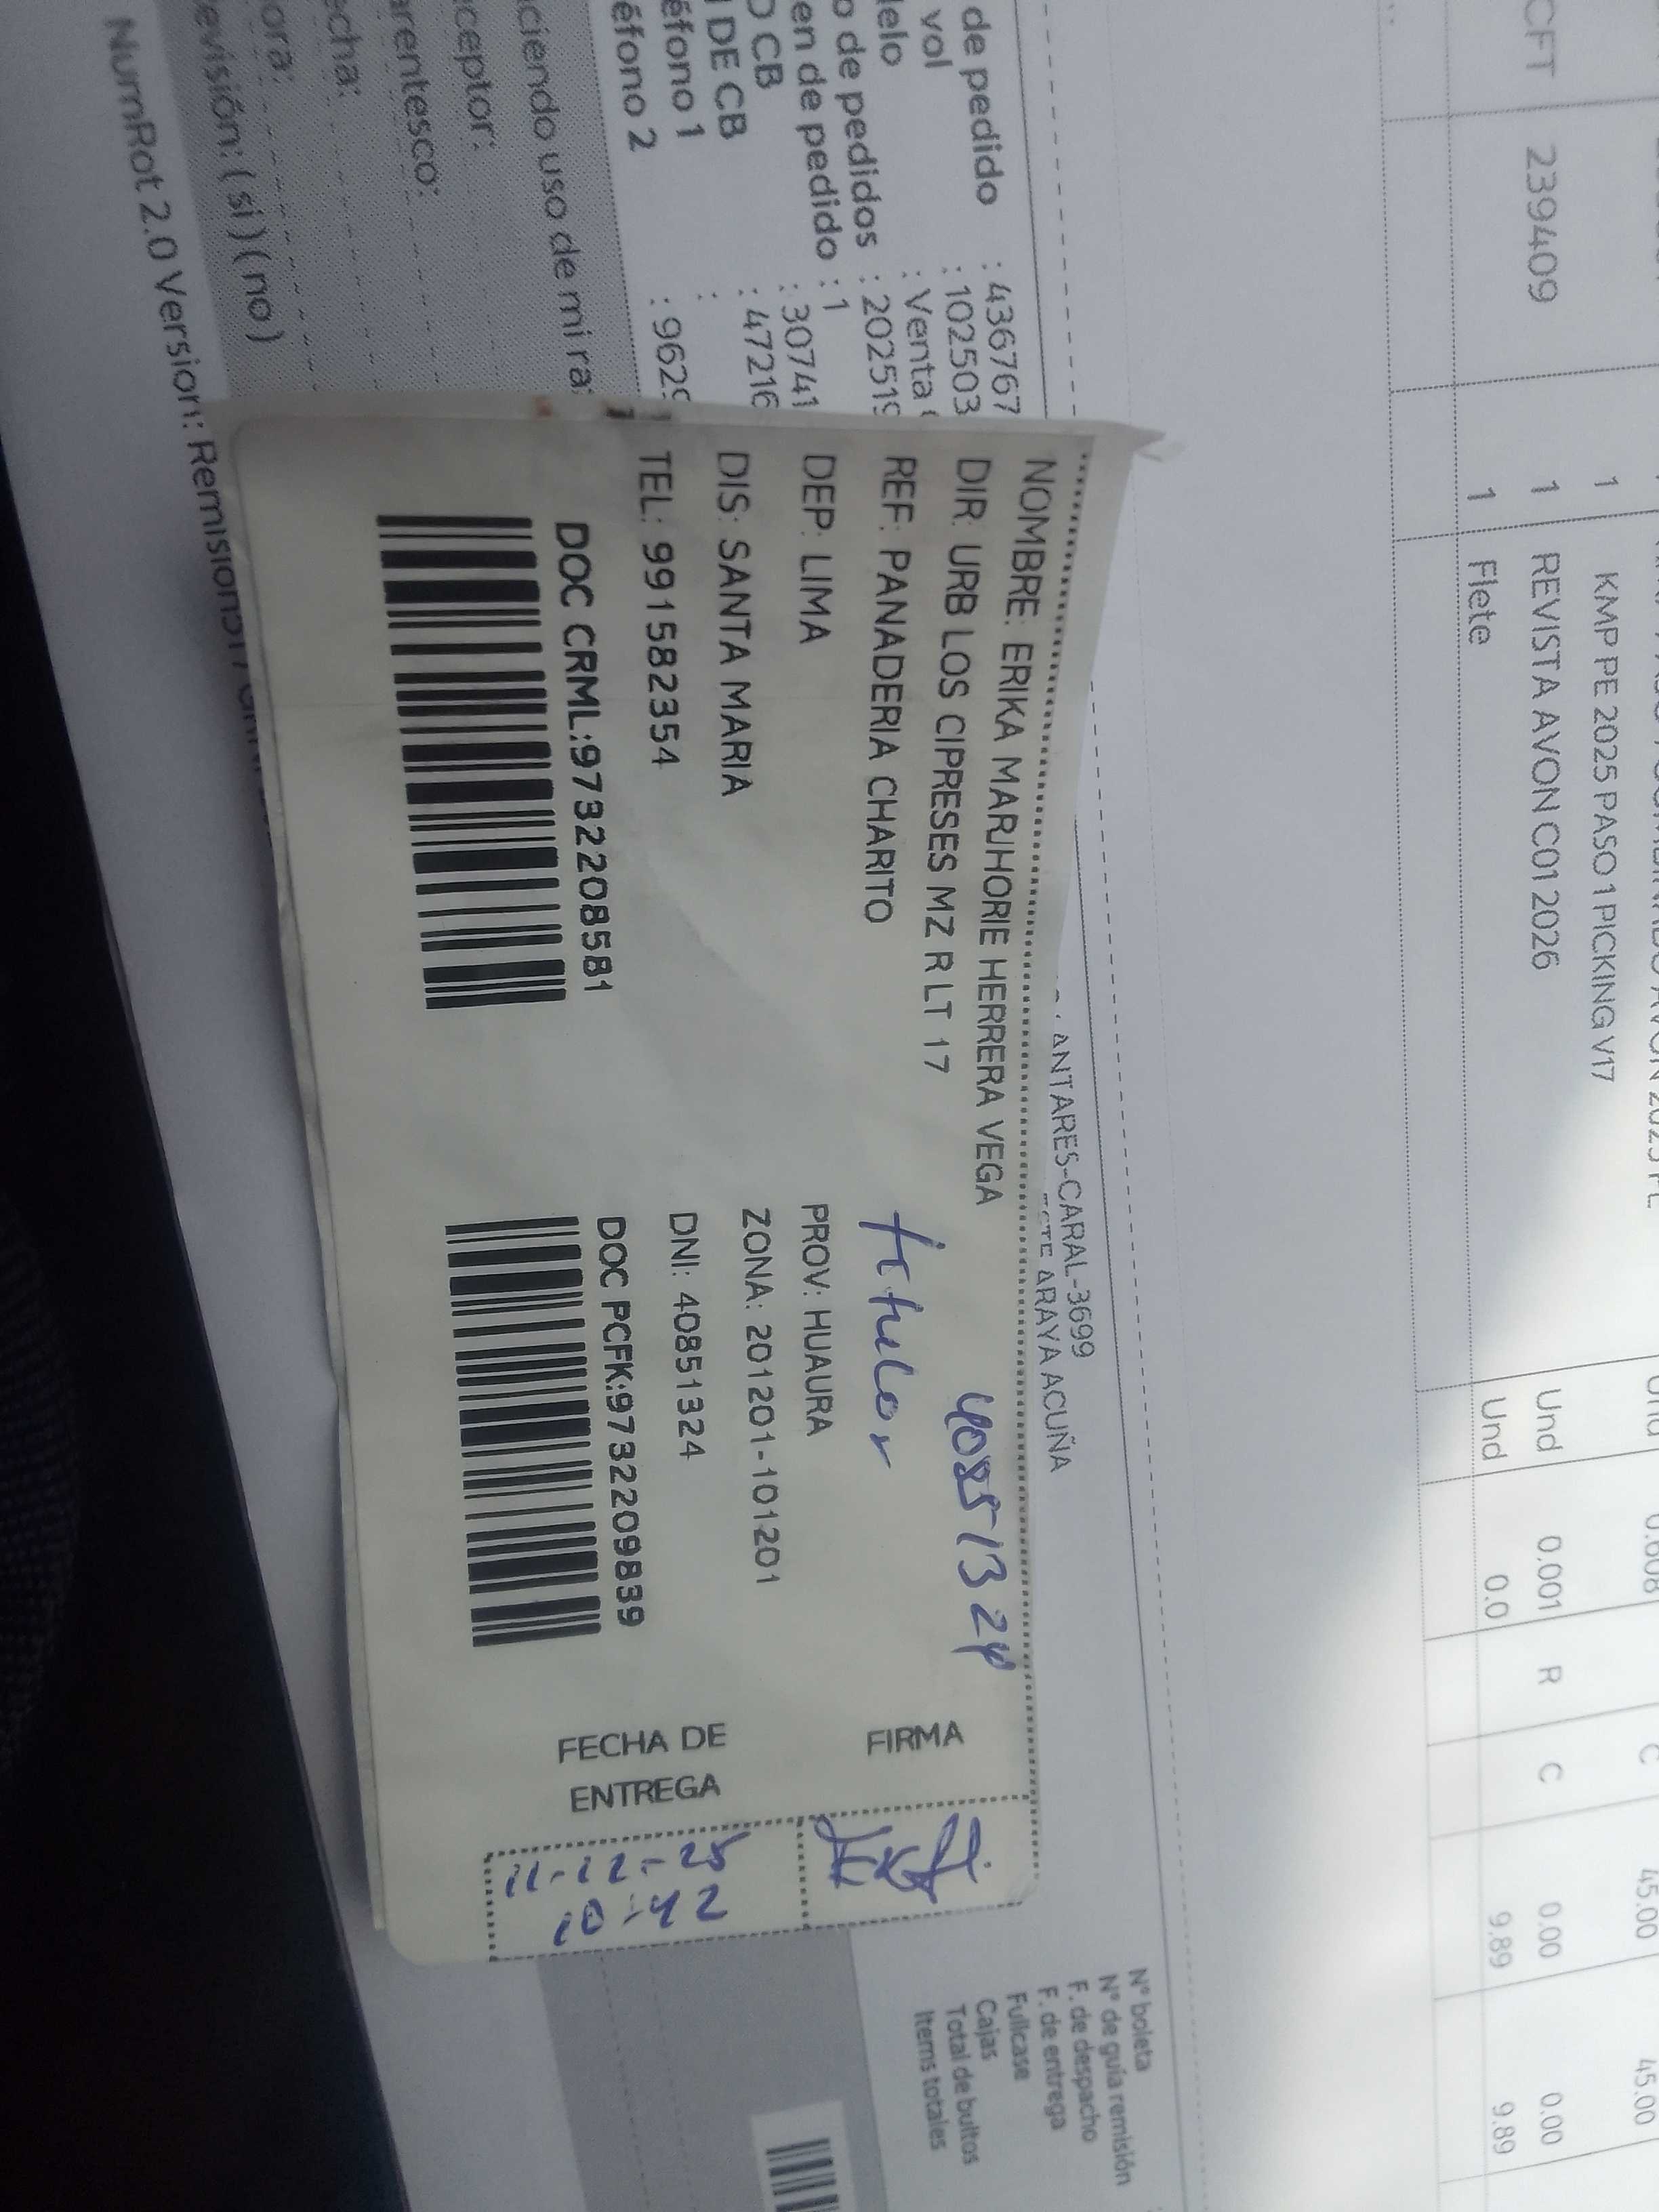 CFT 239409
1 KMP PE 2025 PASO 1 PICKING V17 45.00 45.00
1 REVISTA AVON C01 2026 Und 0.001 R C 0.00 0.00
1 Flete Und 0.0 9.89 9.89
de pedido : 436767
vol : 102503
: Venta
o de pedidos : 202519
en de pedido : 1
CB : 30741
DE CB : 47216
éfono 1 :
éfono 2 : 9629
ciendo uso de mi
ceptor:
arentesco:
echa:
ora:
evisión: ( si ) ( no )
NumRot 2.0 Version: Remision
ANTARES-CARAL-3699
ARAYA ACUÑA
NOMBRE: ERIKA MARJHORIE HERRERA VEGA
DIR: URB LOS CIPRESES MZ R LT 17
40851324
REF: PANADERIA CHARITO
titular
DEP: LIMA PROV: HUAURA
DIS: SANTA MARIA ZONA: 201201-101201
TEL: 991582354 DNI: 40851324
DOC CRML:9732208581 DOC PCFK:9732209839
FIRMA
FECHA DE
ENTREGA
11-12-25
10:42
N° boleta
N° de guía remisión
F. de despacho
F. de entrega
Fullcase
Cajas
Total de bultos
Items totales